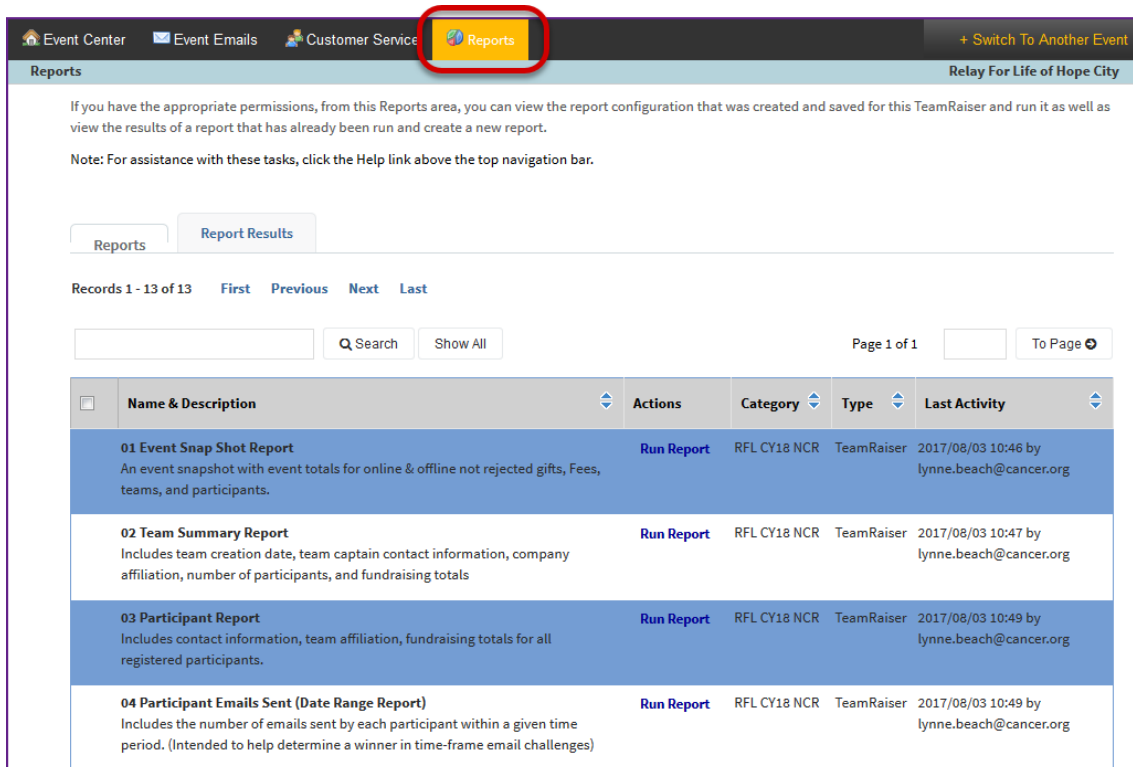 Event Center Event Emails Customer Service Reports + Switch To Another Event
Reports Relay For Life of Hope City
If you have the appropriate permissions, from this Reports area, you can view the report configuration that was created and saved for this TeamRaiser and run it as well as
view the results of a report that has already been run and create a new report.
Note: For assistance with these tasks, click the Help link above the top navigation bar.
Reports Report Results
Records 1 - 13 of 13 First Previous Next Last
Search Show All Page 1 of 1 To Page
Name & Description Actions Category Type Last Activity
01 Event Snap Shot Report Run Report RFL CY18 NCR TeamRaiser 2017/08/03 10:46 by
An event snapshot with event totals for online & offline not rejected gifts, Fees, lynne.beach@cancer.org
teams, and participants.
02 Team Summary Report Run Report RFL CY18 NCR TeamRaiser 2017/08/03 10:47 by
Includes team creation date, team captain contact information, company lynne.beach@cancer.org
affiliation, number of participants, and fundraising totals
03 Participant Report Run Report RFL CY18 NCR TeamRaiser 2017/08/03 10:49 by
Includes contact information, team affiliation, fundraising totals for all lynne.beach@cancer.org
registered participants.
04 Participant Emails Sent (Date Range Report) Run Report RFL CY18 NCR TeamRaiser 2017/08/03 10:49 by
Includes the number of emails sent by each participant within a given time lynne.beach@cancer.org
period. (Intended to help determine a winner in time-frame email challenges)